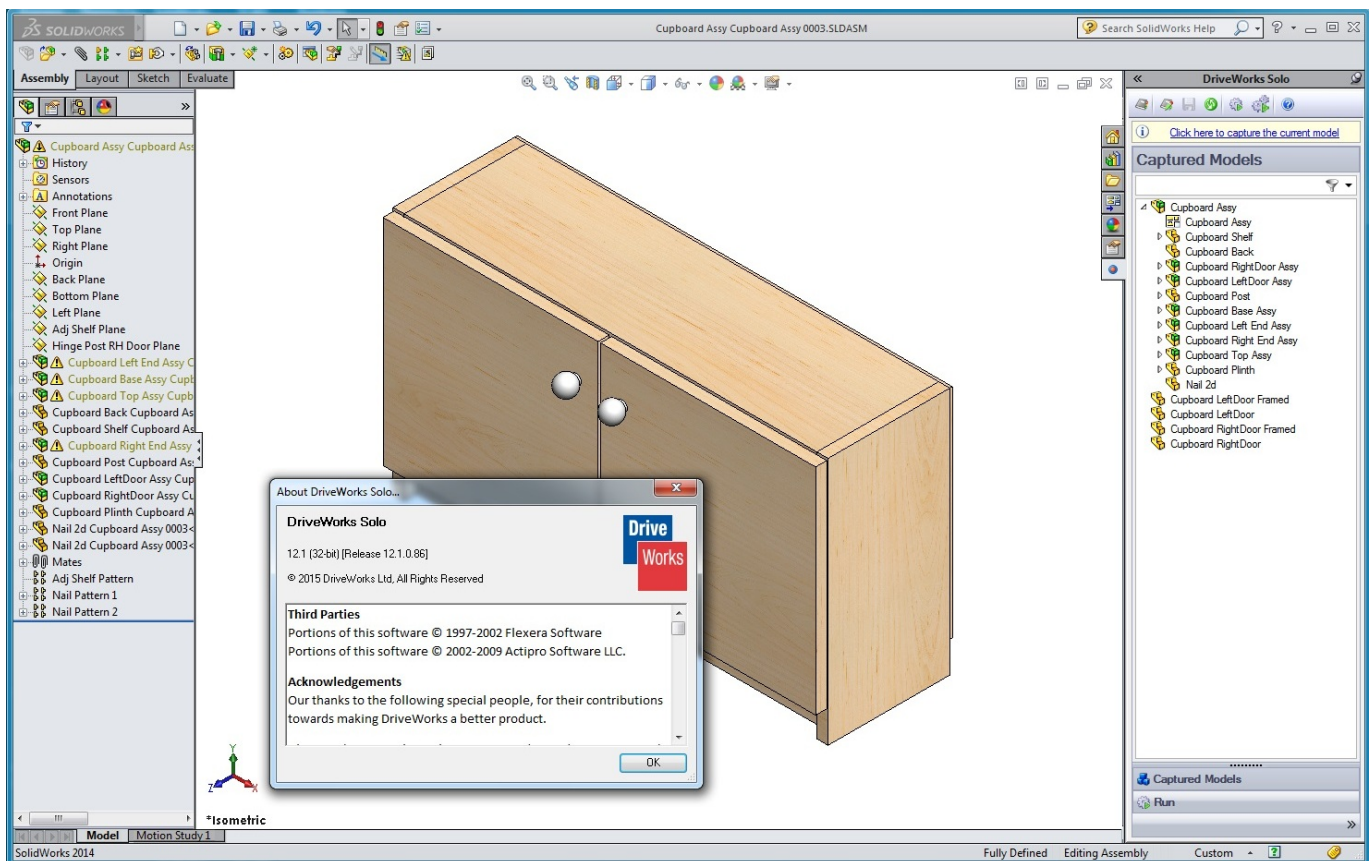 SOLIDWORKS
Cupboard Assy Cupboard Assy 0003.SLDASM
Search SolidWorks Help
Assembly
Layout
Sketch
Evaluate
Cupboard Assy Cupboard Ass
History
Sensors
Annotations
Front Plane
Top Plane
Right Plane
Origin
Back Plane
Bottom Plane
Left Plane
Adj Shelf Plane
Hinge Post RH Door Plane
Cupboard Left End Assy C
Cupboard Base Assy Cupb
Cupboard Top Assy Cupb
Cupboard Back Cupboard As
Cupboard Shelf Cupboard As
Cupboard Right End Assy
Cupboard Post Cupboard As
Cupboard LeftDoor Assy Cup
Cupboard RightDoor Assy Cu
Cupboard Plinth Cupboard A
Nail 2d Cupboard Assy 0003<
Nail 2d Cupboard Assy 0003<
Mates
Adj Shelf Pattern
Nail Pattern 1
Nail Pattern 2
About DriveWorks Solo...
DriveWorks Solo
Drive
Works
12.1 (32-bit) [Release 12.1.0.86]
© 2015 DriveWorks Ltd, All Rights Reserved
Third Parties
Portions of this software © 1997-2002 Flexera Software
Portions of this software © 2002-2009 Actipro Software LLC.
Acknowledgements
Our thanks to the following special people, for their contributions
towards making DriveWorks a better product.
OK
Y
Z
X
*Isometric
DriveWorks Solo
Click here to capture the current model
Captured Models
Cupboard Assy
Cupboard Assy
Cupboard Shelf
Cupboard Back
Cupboard RightDoor Assy
Cupboard LeftDoor Assy
Cupboard Post
Cupboard Base Assy
Cupboard Left End Assy
Cupboard Right End Assy
Cupboard Top Assy
Cupboard Plinth
Nail 2d
Cupboard LeftDoor Framed
Cupboard LeftDoor
Cupboard RightDoor Framed
Cupboard RightDoor
Captured Models
Run
Model
Motion Study 1
SolidWorks 2014
Fully Defined
Editing Assembly
Custom